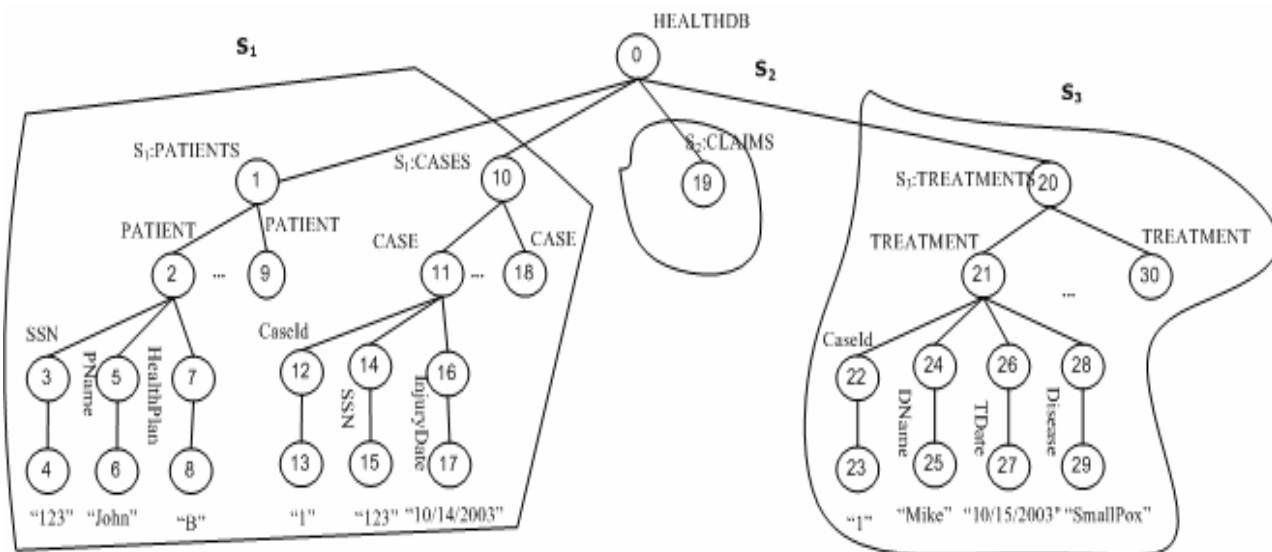 HEALTHDB
S₁
0
S₂
S₃
S₁:PATIENTS
1
S₁:CASES
10
S₂:CLAIMS
19
S₃:TREATMENTS
20
PATIENT
PATIENT
CASE
CASE
TREATMENT
TREATMENT
2
...
9
11
...
18
21
...
30
SSN
PName
HealthPlan
CaseId
SSN
InjuryDate
CaseId
DName
TDate
Disease
3
5
7
12
14
16
22
24
26
28
4
6
8
13
15
17
23
25
27
29
“123”
“John”
“B”
“1”
“123”
“10/14/2003”
“1”
“Mike”
“10/15/2003”
“SmallPox”